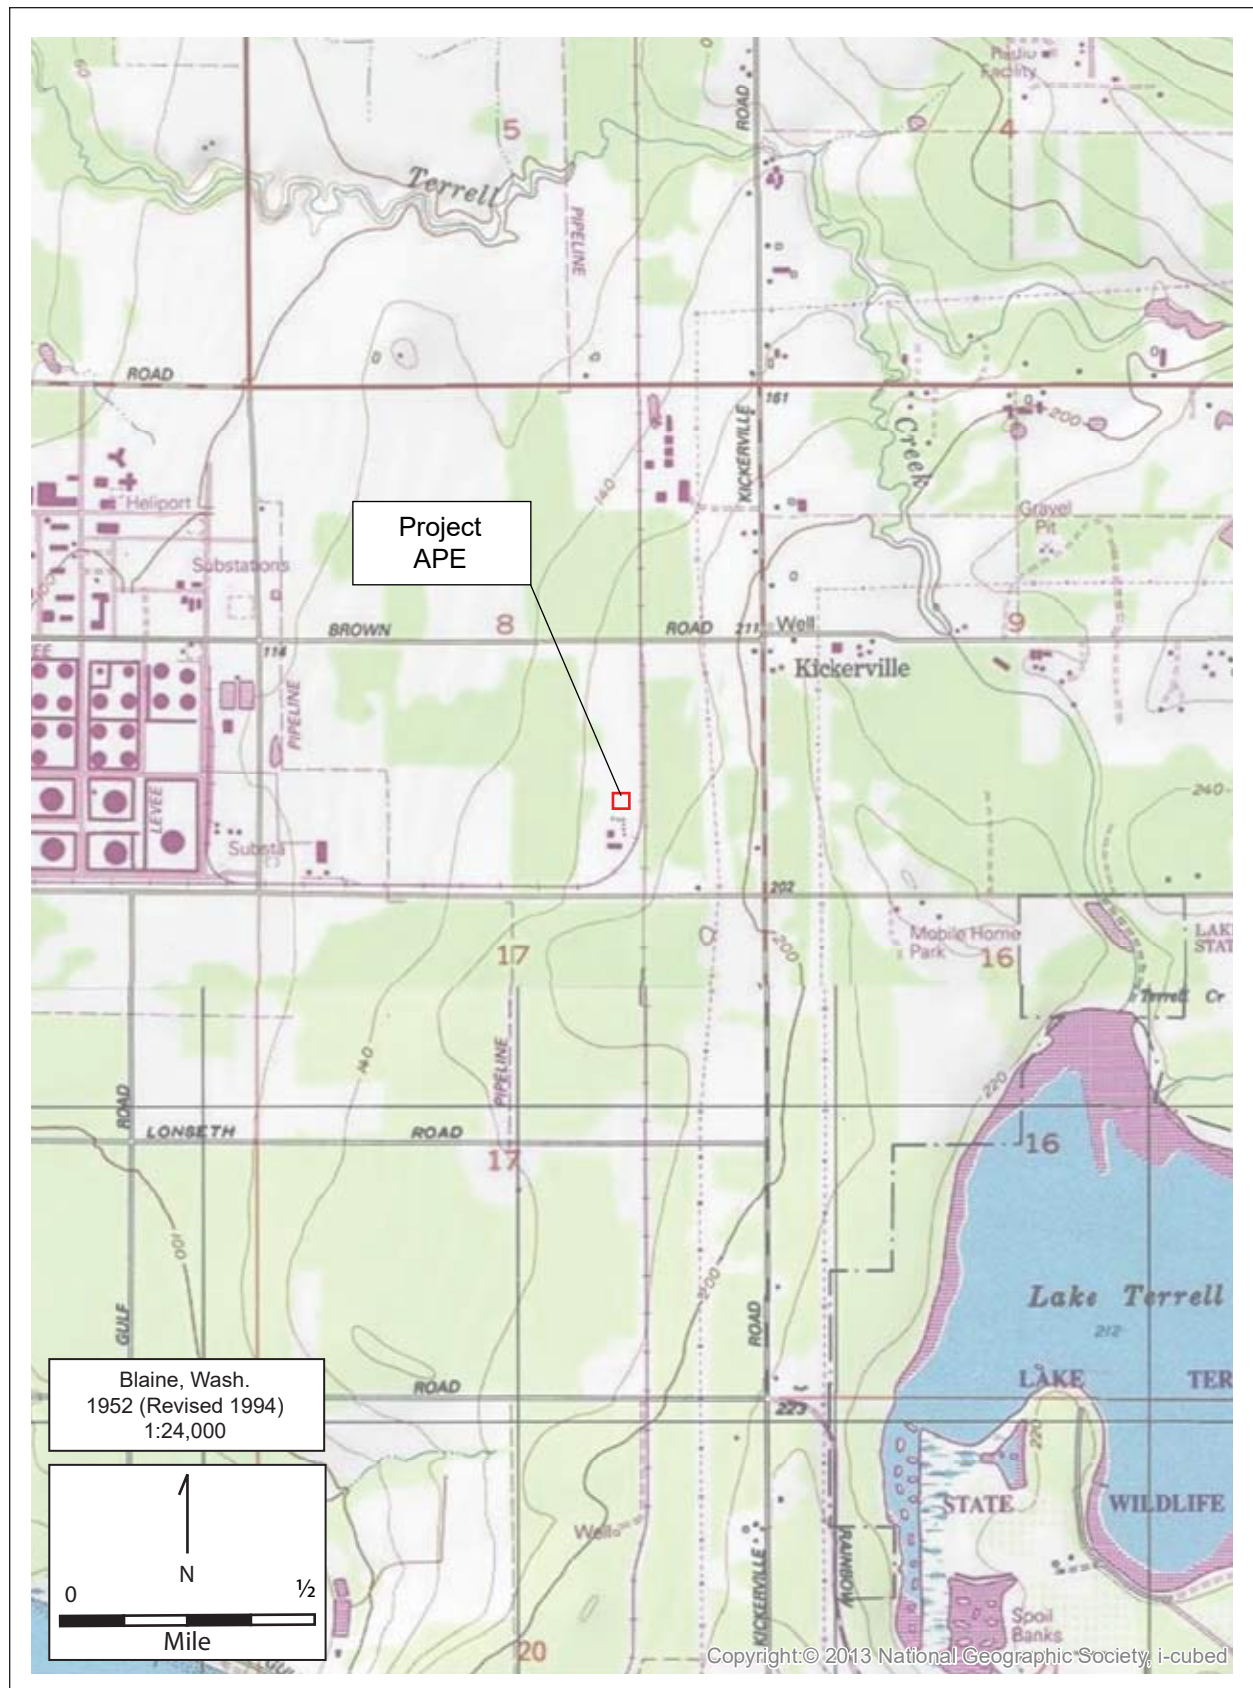 60
0
ROAD
Radio
Facility
5
4
Terrell
PIPELINE
ROAD
161
KICKERVILLE
200
Creek
140
Heliport
Project
APE
Gravel
Pit
Substations
BROWN
8
ROAD
211
Well
9
Kickerville
114
PIPELINE
LEVEE
240
Substa
202
Mobile Home
Park
17
16
200
Terrell Cr
140
PIPELINE
220
ROAD
LONSETH
ROAD
17
16
100
200
GULF
ROAD
Lake Terrell
212
LAKE
ROAD
223
220
Blaine, Wash.
1952 (Revised 1994)
1:24,000
STATE
WILDLIFE
Well
RAINBOW
KICKERVILLE
N
0
½
Mile
20
Spoil
Banks
Copyright:© 2013 National Geographic Society, i-cubed